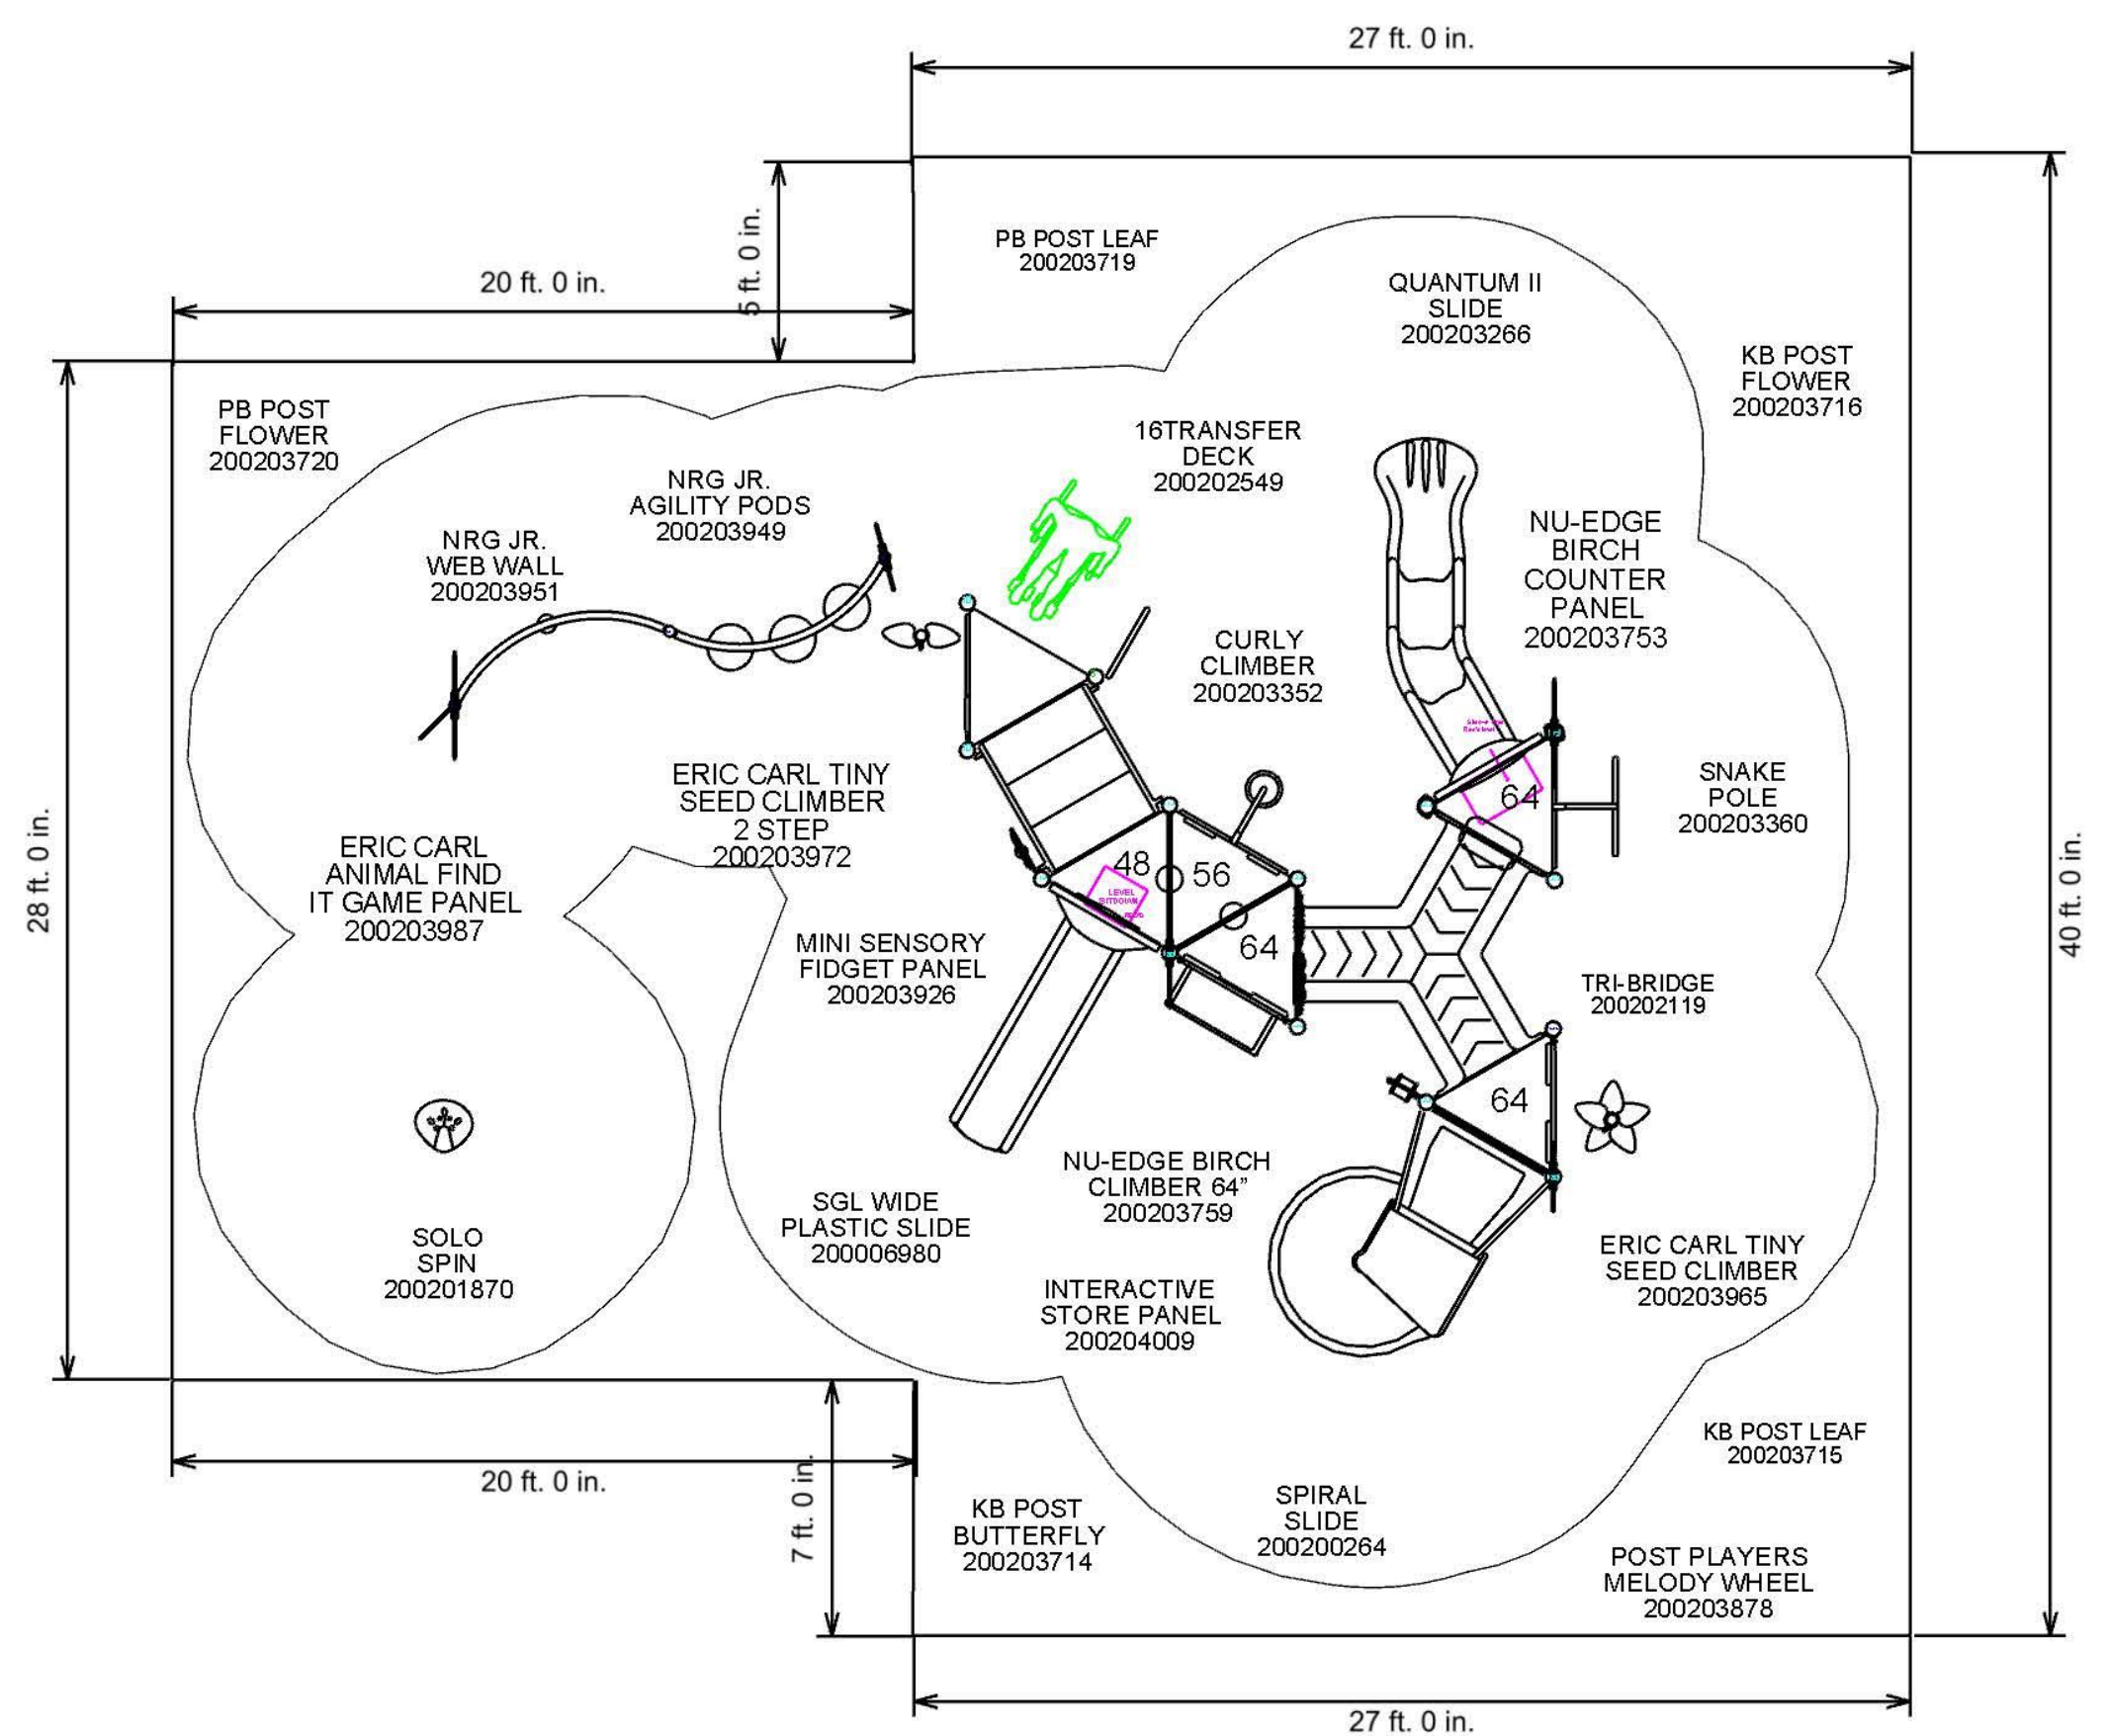 27 ft. 0 in.
5 ft. 0 in.
20 ft. 0 in.
PB POST LEAF
200203719
QUANTUM II
SLIDE
200203266
KB POST
FLOWER
200203716
PB POST
FLOWER
200203720
16TRANSFER
DECK
200202549
NRG JR.
AGILITY PODS
200203949
NRG JR.
WEB WALL
200203951
NU-EDGE
BIRCH
COUNTER
PANEL
200203753
CURLY
CLIMBER
200203352
ERIC CARL TINY
SEED CLIMBER
2 STEP
200203972
SNAKE
POLE
200203360
64
28 ft. 0 in.
40 ft. 0 in.
ERIC CARL
ANIMAL FIND
IT GAME PANEL
200203987
48
56
LEVEL
64
MINI SENSORY
FIDGET PANEL
200203926
TRI-BRIDGE
200202119
64
NU-EDGE BIRCH
CLIMBER 64”
200203759
SGL WIDE
PLASTIC SLIDE
200006980
SOLO
SPIN
200201870
ERIC CARL TINY
SEED CLIMBER
200203965
INTERACTIVE
STORE PANEL
200204009
KB POST LEAF
200203715
20 ft. 0 in.
7 ft. 0 in.
KB POST
BUTTERFLY
200203714
SPIRAL
SLIDE
200200264
POST PLAYERS
MELODY WHEEL
200203878
27 ft. 0 in.